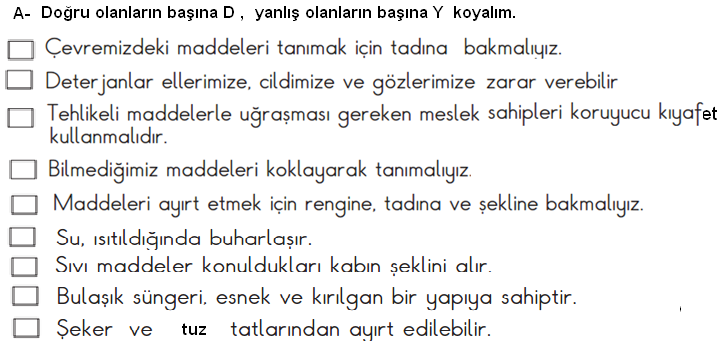 A- Doğru olanların başına D , yanlış olanların başına Y koyalım.
Çevremizdeki maddeleri tanımak için tadına bakmalıyız.
Deterjanlar ellerimize, cildimize ve gözlerimize zarar verebilir
Tehlikeli maddelerle uğraşması gereken meslek sahipleri koruyucu kıyafet
kullanmalıdır.
Bilmediğimiz maddeleri koklayarak tanımalıyız.
Maddeleri ayırt etmek için rengine, tadına ve şekline bakmalıyız.
Su, ısıtıldığında buharlaşır.
Sıvı maddeler konuldukları kabın şeklini alır.
Bulaşık süngeri, esnek ve kırılgan bir yapıya sahiptir.
Şeker ve tuz tatlarından ayırt edilebilir.